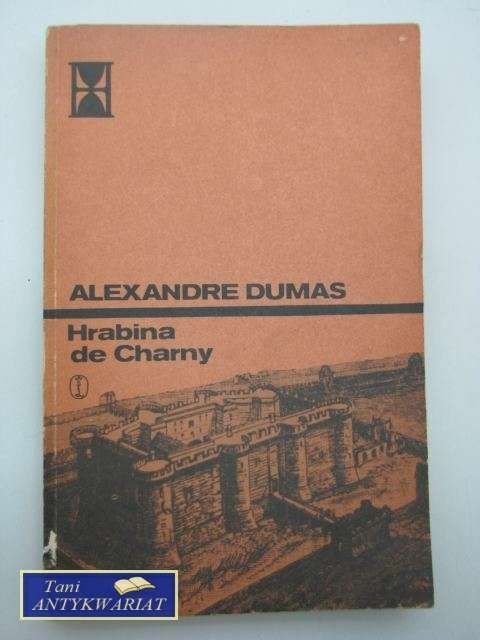 ALEXANDRE DUMAS
Hrabina
de Charny
Tani
ANTYKWARIAT